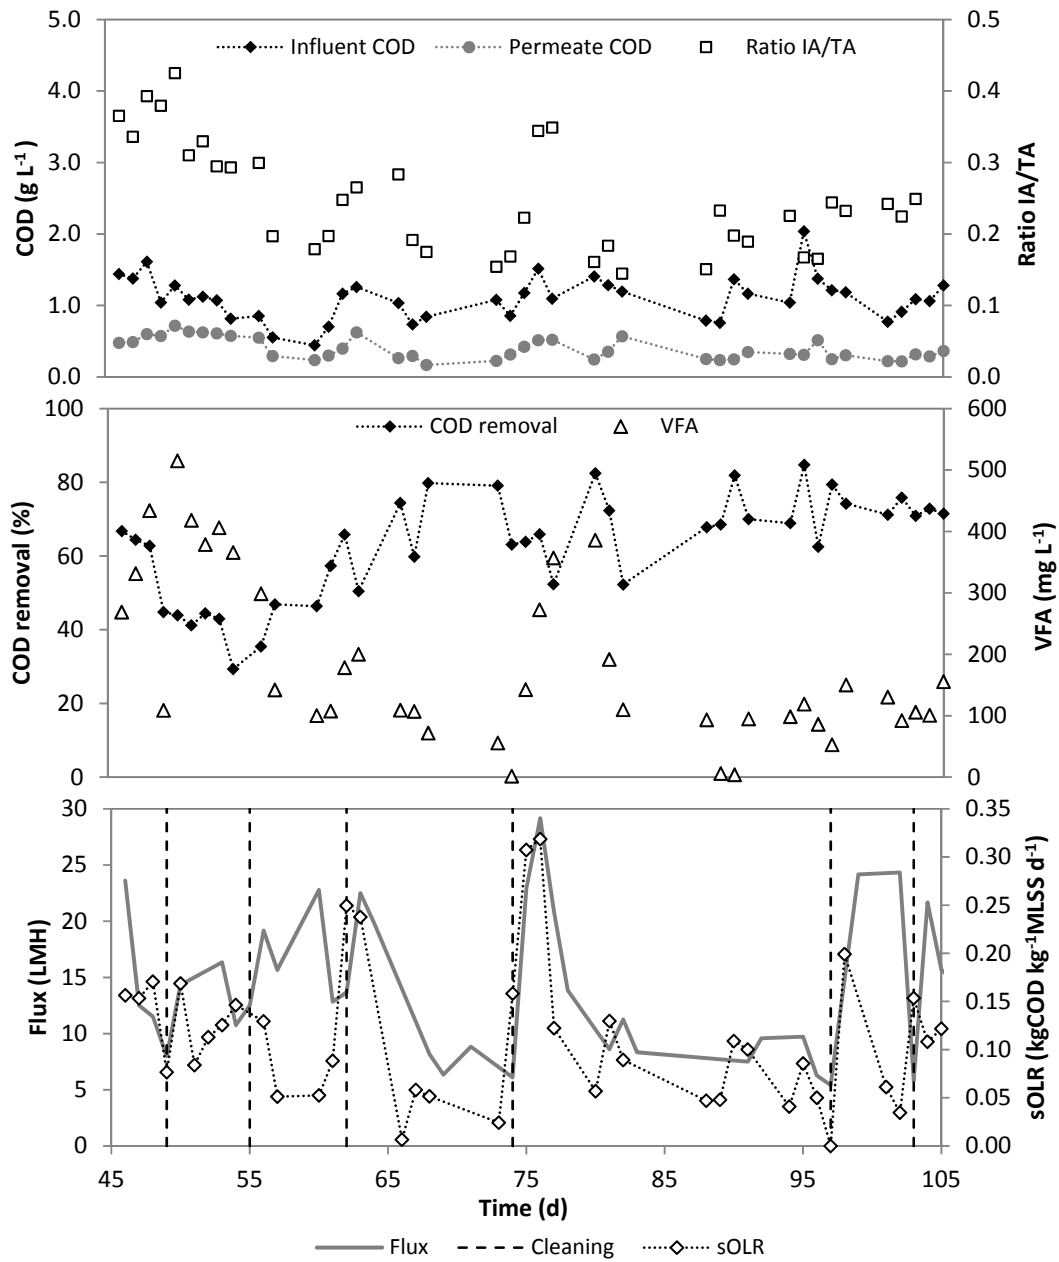 5.0
4.0
3.0
2.0
1.0
0.0
COD (g L-1)
Influent COD
Permeate COD
Ratio IA/TA
0.5
0.4
0.3
0.2
0.1
0.0
Ratio IA/TA
100
80
60
40
20
0
COD removal (%)
COD removal
VFA
600
500
400
300
200
100
0
VFA (mg L-1)
30
25
20
15
10
5
0
Flux (LMH)
0.35
0.30
0.25
0.20
0.15
0.10
0.05
0.00
sOLR (kgCOD kg-1MLSS d-1)
45 55 65 75 85 95 105
Time (d)
Flux
Cleaning
sOLR